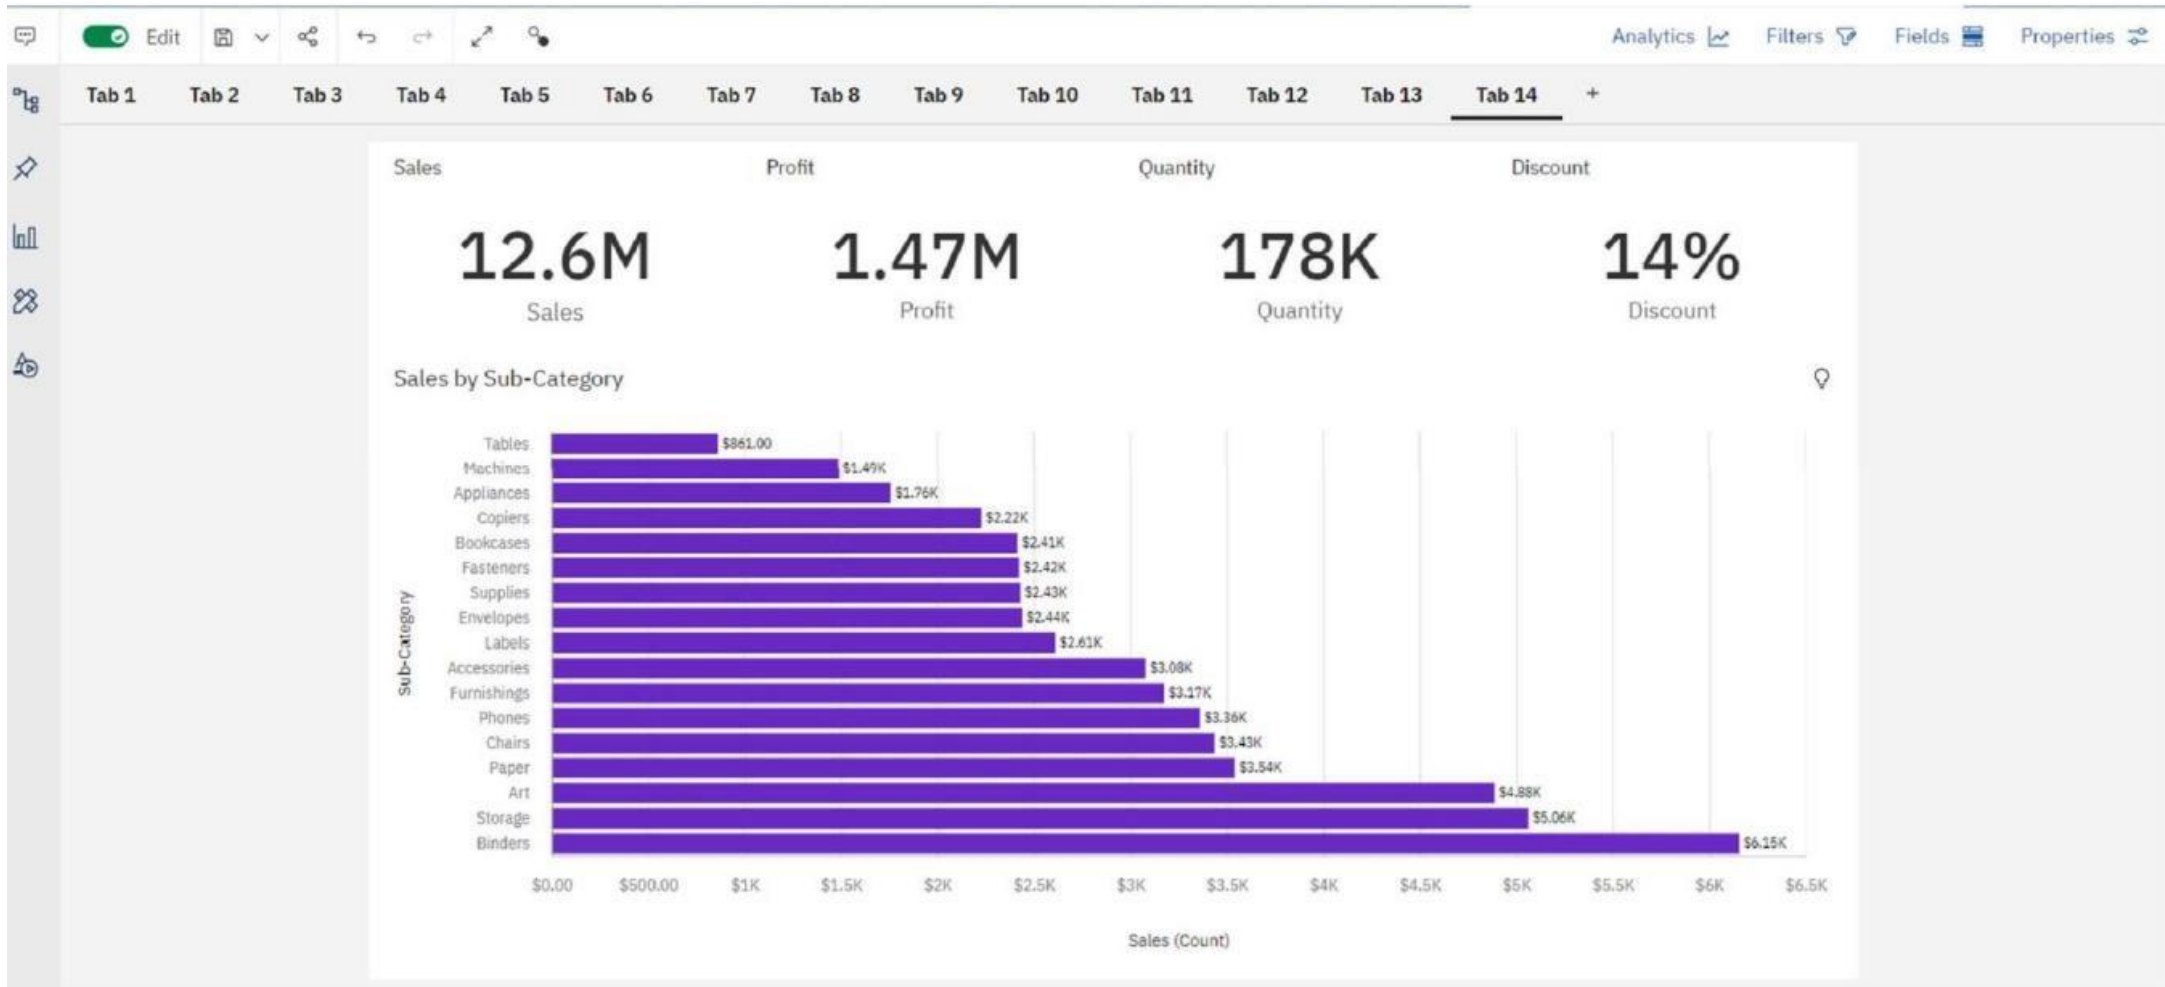 Edit
Analytics
Filters
Fields
Properties
Tab 1 Tab 2 Tab 3 Tab 4 Tab 5 Tab 6 Tab 7 Tab 8 Tab 9 Tab 10 Tab 11 Tab 12 Tab 13 Tab 14 +
Sales Profit Quantity Discount
12.6M 1.47M 178K 14%
Sales Profit Quantity Discount
Sales by Sub-Category
Sub-Category
Tables $861.00
Machines $1.49K
Appliances $1.76K
Copiers $2.22K
Bookcases $2.41K
Fasteners $2.42K
Supplies $2.43K
Envelopes $2.44K
Labels $2.61K
Accessories $3.08K
Furnishings $3.17K
Phones $3.36K
Chairs $3.43K
Paper $3.54K
Art $4.88K
Storage $5.06K
Binders $6.15K
$0.00 $500.00 $1K $1.5K $2K $2.5K $3K $3.5K $4K $4.5K $5K $5.5K $6K $6.5K
Sales (Count)